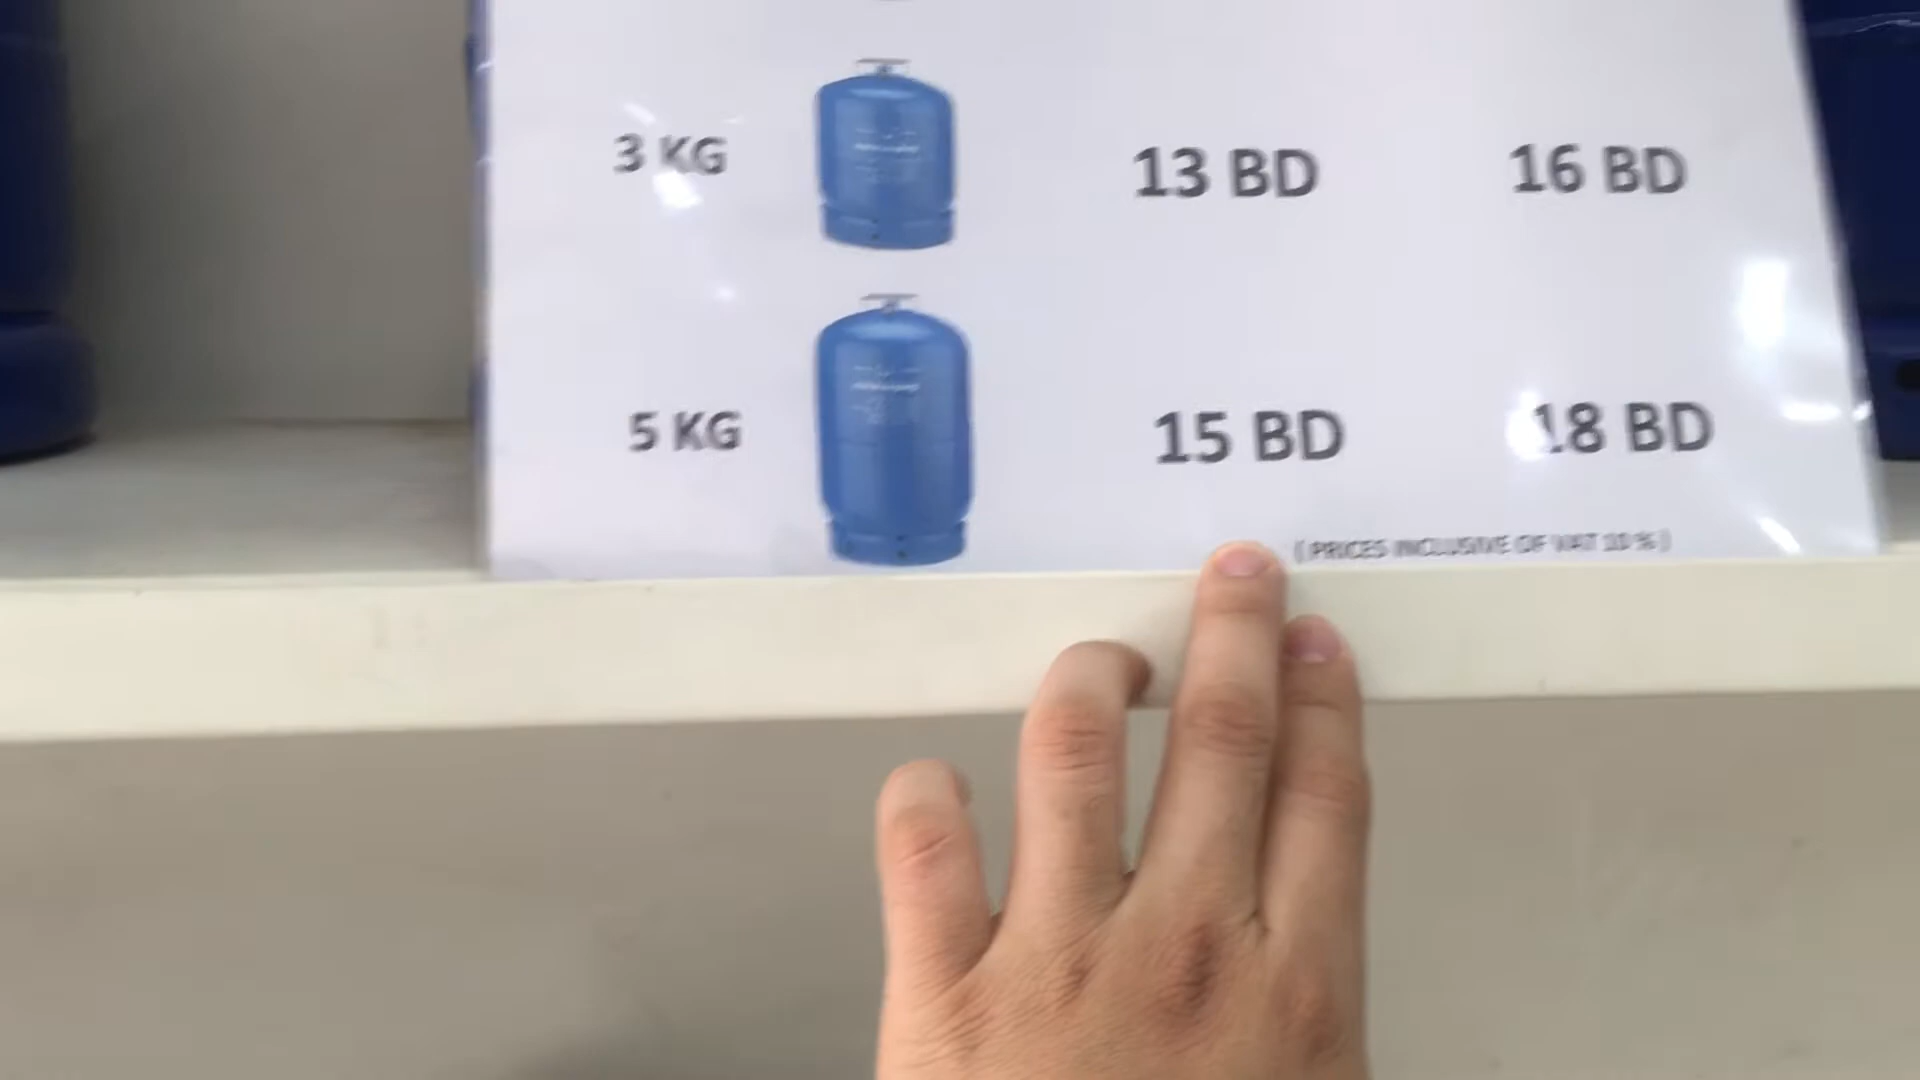 3 KG 13 BD 16 BD
5 KG 15 BD 18 BD
( PRICES INCLUSIVE OF VAT 10 % )